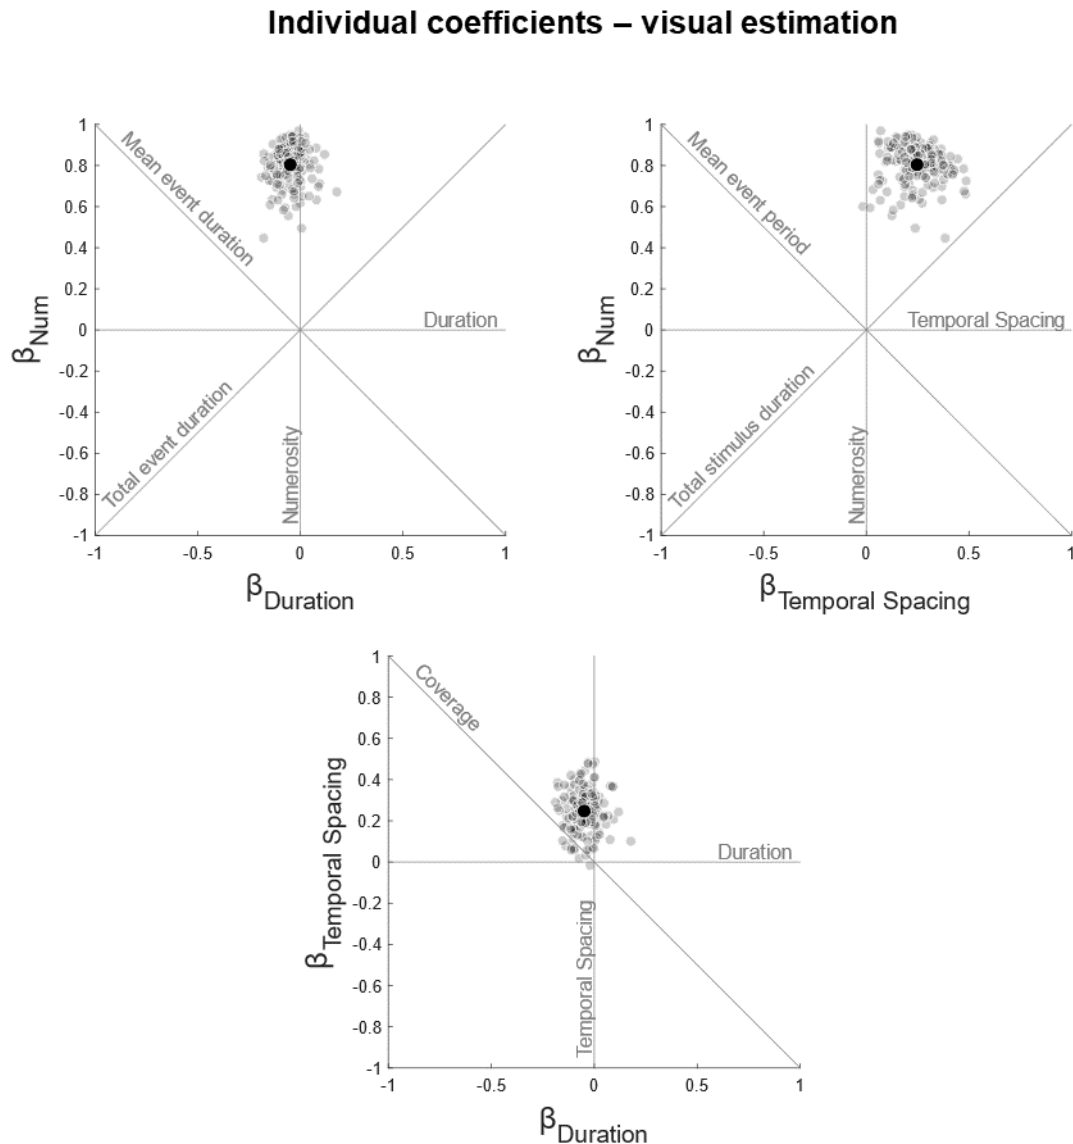 Individual coefficients – visual estimation
1
0.8
0.6
0.4
0.2
0
-0.2
-0.4
-0.6
-0.8
-1
-1
-0.5
0
0.5
1
βNum
βDuration
Mean event duration
Duration
Total event duration
Numerosity
1
0.8
0.6
0.4
0.2
0
-0.2
-0.4
-0.6
-0.8
-1
-1
-0.5
0
0.5
1
βNum
βTemporal Spacing
Mean event period
Temporal Spacing
Total stimulus duration
Numerosity
1
0.8
0.6
0.4
0.2
0
-0.2
-0.4
-0.6
-0.8
-1
-1
-0.5
0
0.5
1
βTemporal Spacing
βDuration
Coverage
Duration
Temporal Spacing